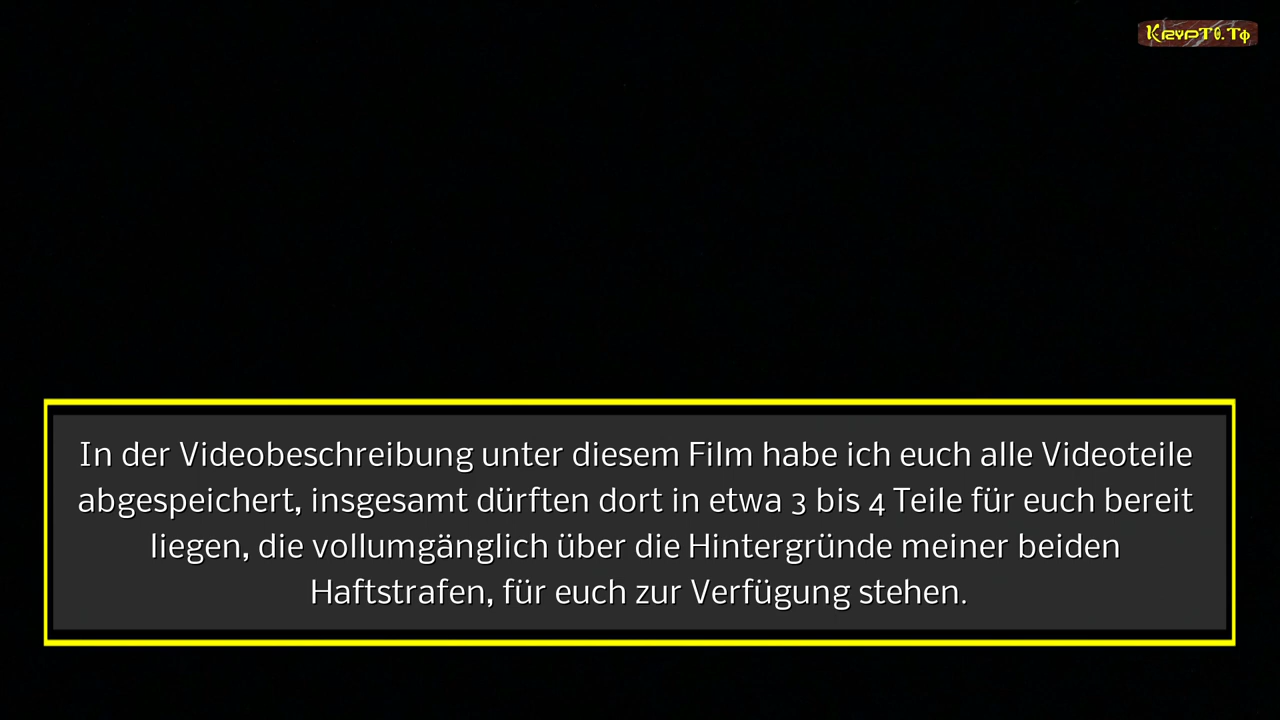 KryptΘ.Tφ
In der Videobeschreibung unter diesem Film habe ich euch alle Videoteile
abgespeichert, insgesamt dürften dort in etwa 3 bis 4 Teile für euch bereit
liegen, die vollumgänglich über die Hintergründe meiner beiden
Haftstrafen, für euch zur Verfügung stehen.